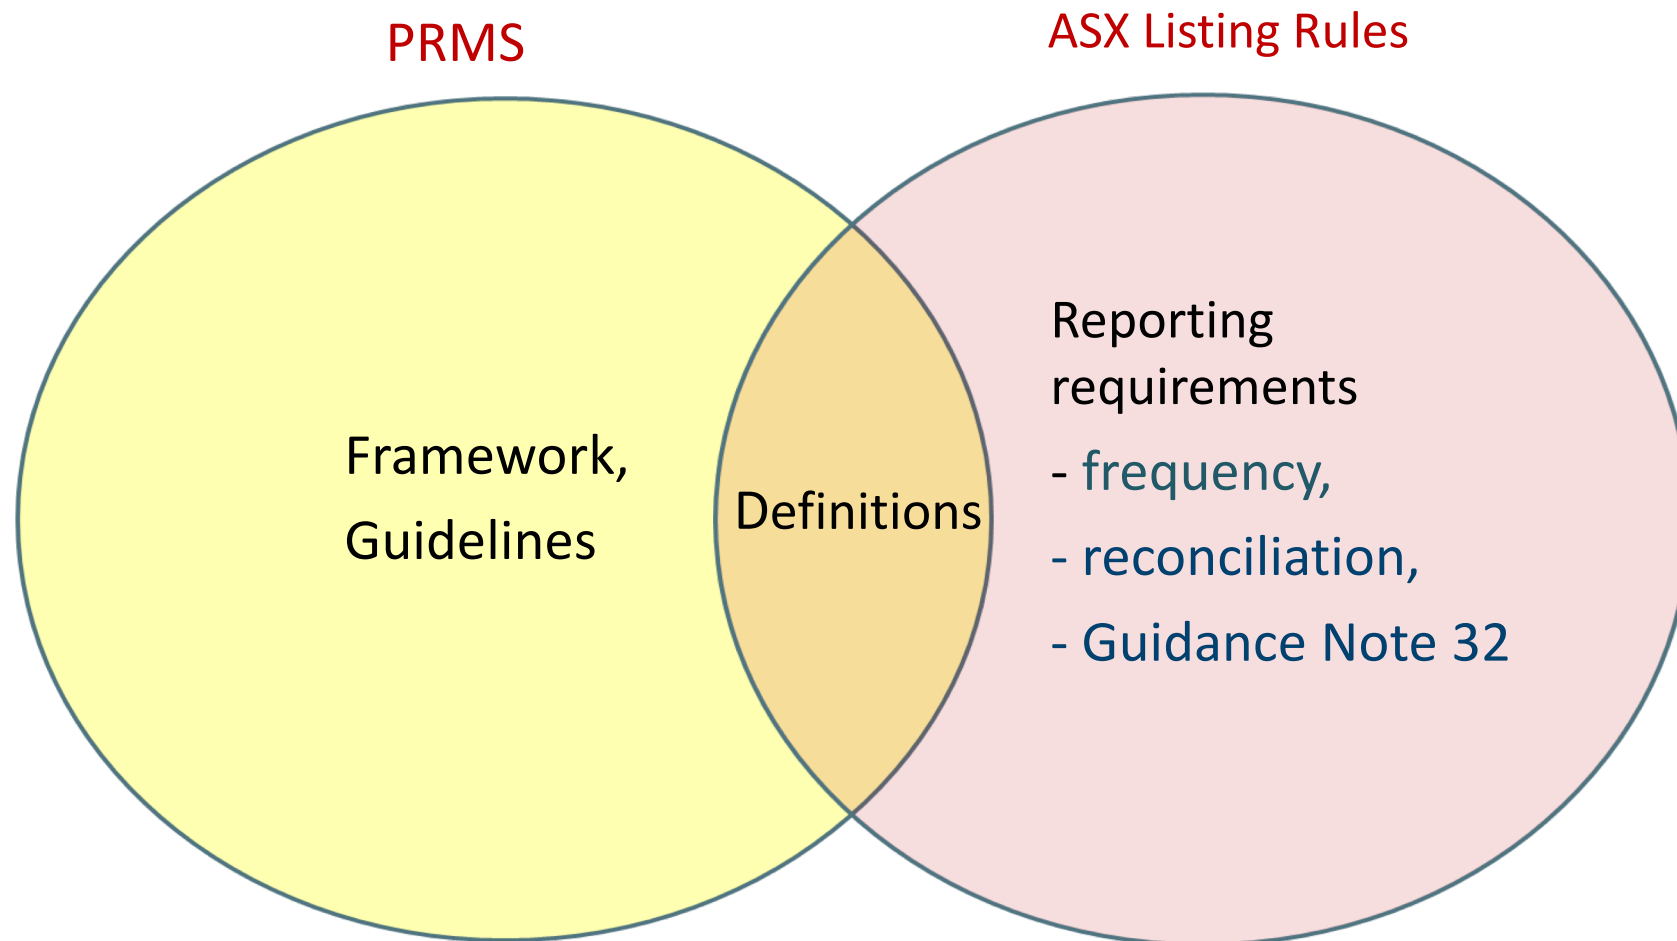 PRMS
ASX Listing Rules
Framework,
Guidelines
Definitions
Reporting
requirements
- frequency,
- reconciliation,
- Guidance Note 32